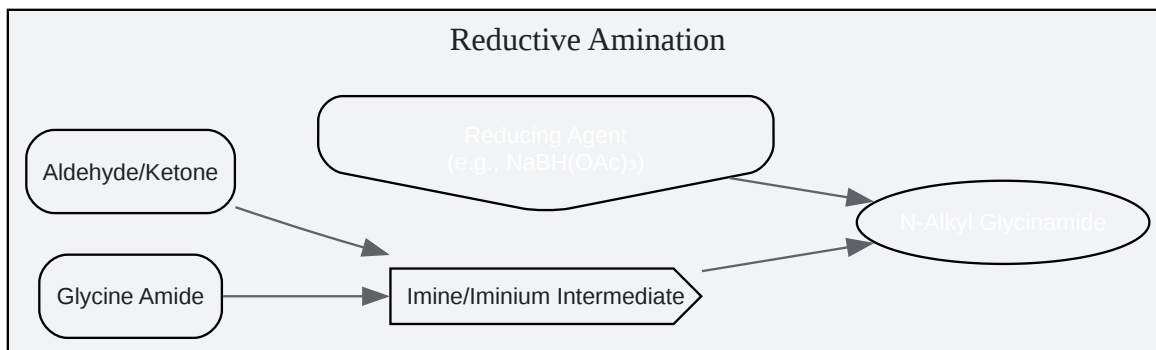 Reductive Amination
Reducing Agent
(e.g., NaBH(OAc)₃)
Aldehyde/Ketone
N-Alkyl Glycinamide
Glycine Amide
Imine/Iminium Intermediate